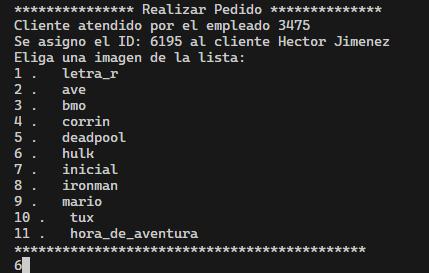 *************** Realizar Pedido **************
Cliente atendido por el empleado 3475
Se asigno el ID: 6195 al cliente Hector Jimenez
Eliga una imagen de la lista:
1 .   letra_r
2 .   ave
3 .   bmo
4 .   corrin
5 .   deadpool
6 .   hulk
7 .   inicial
8 .   ironman
9 .   mario
10 .   tux
11 .   hora_de_aventura
********************************************
6